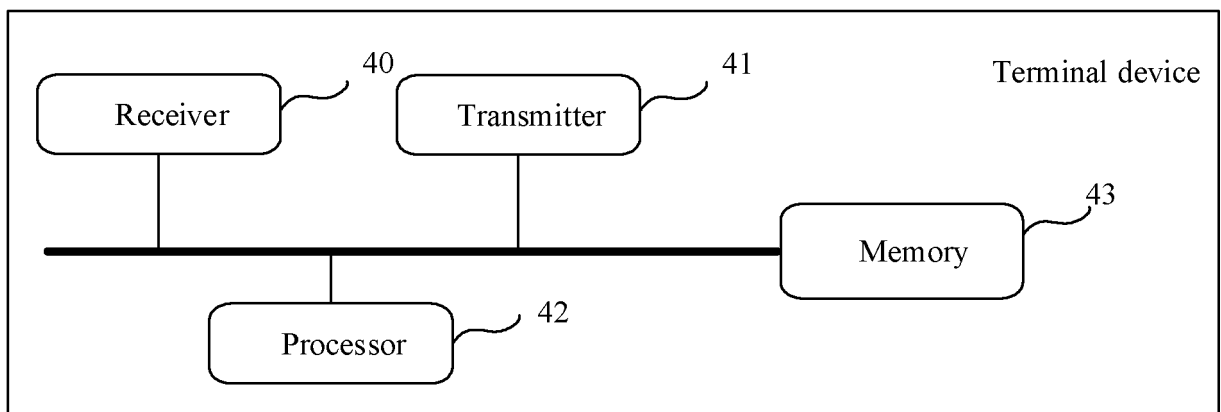 40
41
Terminal device
Receiver
Transmitter
43
Memory
42
Processor